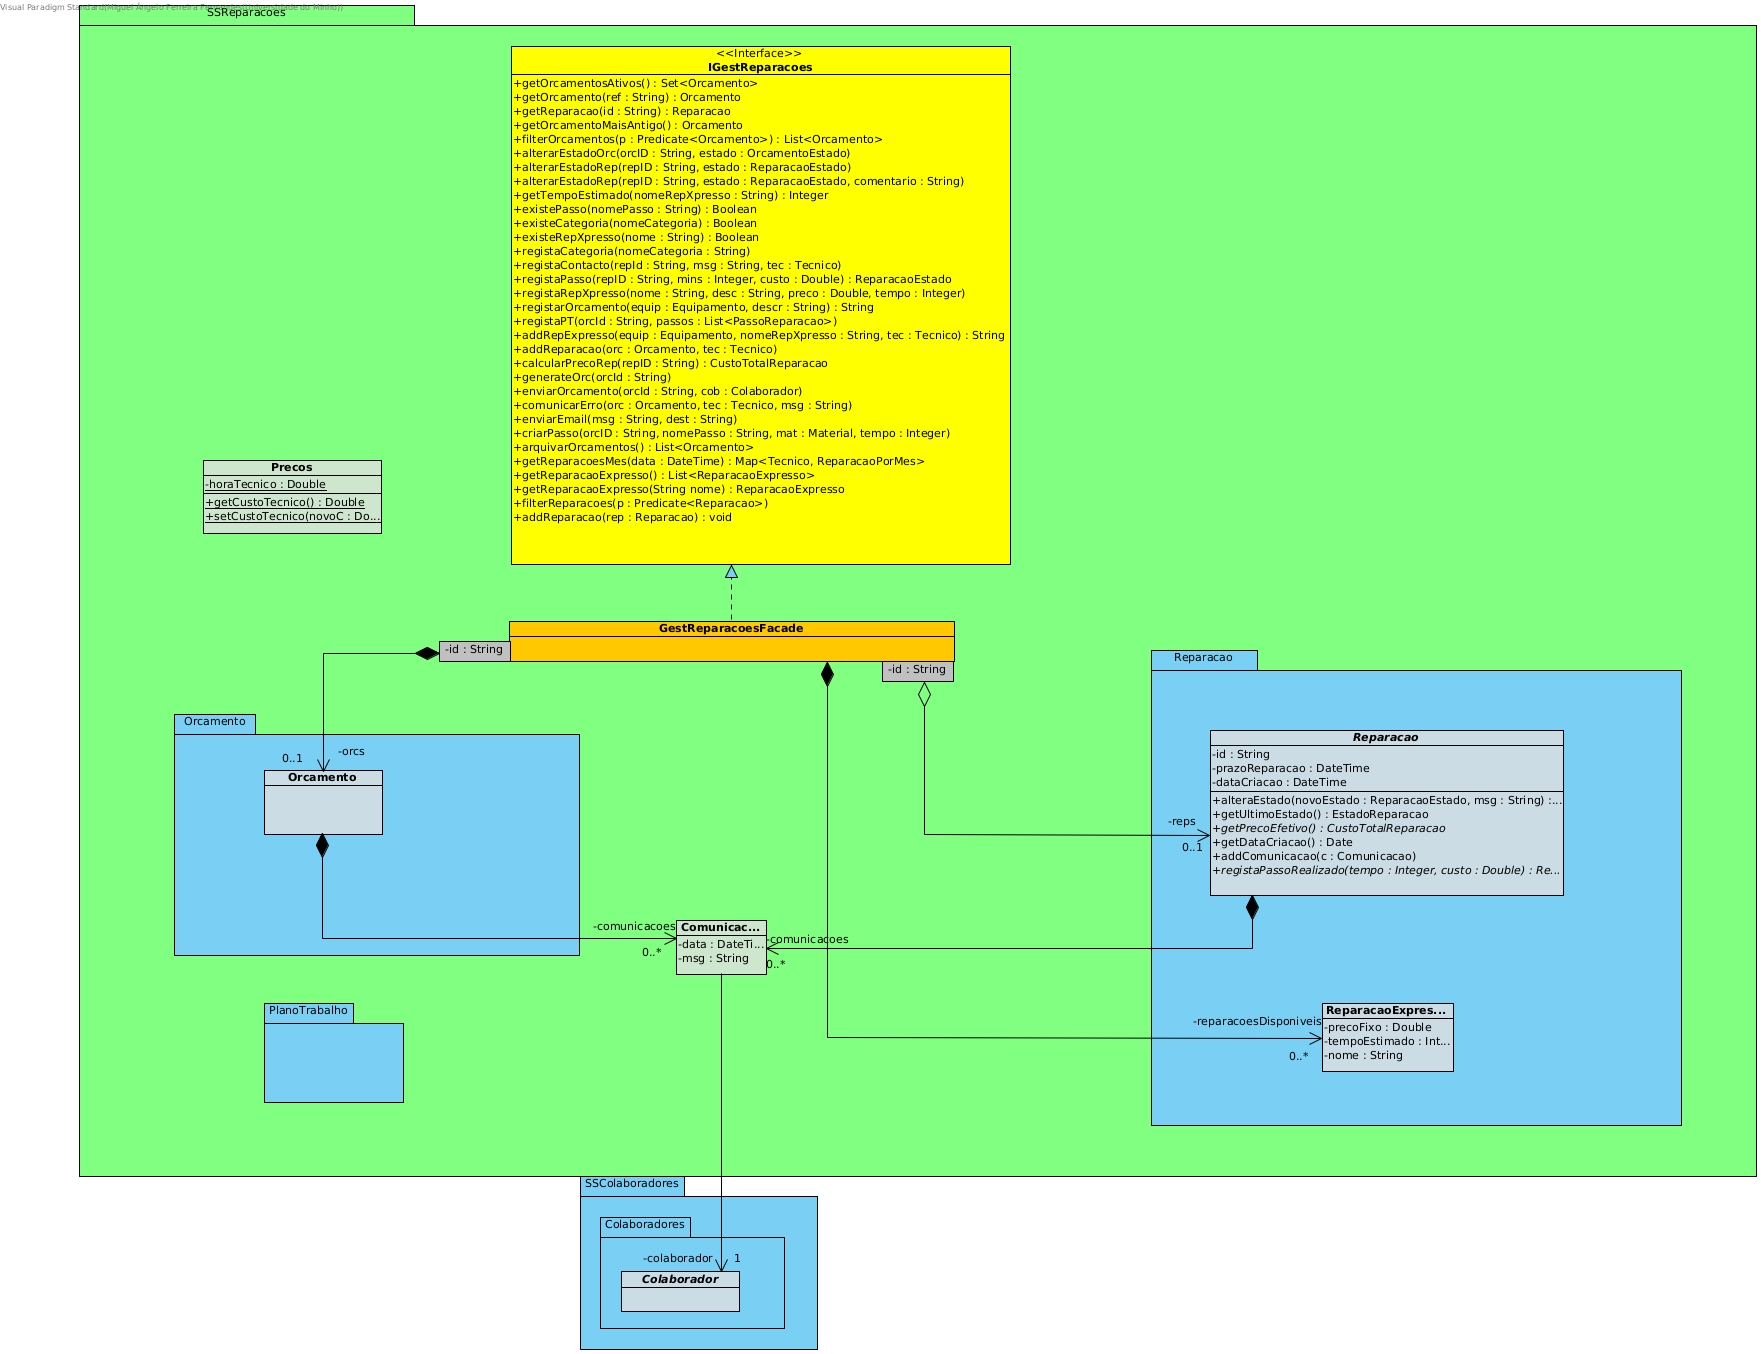 SSReparacoes
<<Interface>>
IGestReparacoes
+getOrcamentosAtivos() : Set<Orcamento>
+getOrcamento(ref : String) : Orcamento
+getReparacao(id : String) : Reparacao
+getOrcamentoMaisAntigo() : Orcamento
+filterOrcamentos(p : Predicate<Orcamento>) : List<Orcamento>
+alterarEstadoOrc(orcID : String, estado : OrcamentoEstado)
+alterarEstadoRep(repID : String, estado : ReparacaoEstado)
+alterarEstadoRep(repID : String, estado : ReparacaoEstado, comentario : String)
+getTempoEstimado(nomeRepXpresso : String) : Integer
+existePasso(nomePasso : String) : Boolean
+existeCategoria(nomeCategoria) : Boolean
+existeRepXpresso(nome : String) : Boolean
+registaCategoria(nomeCategoria : String)
+registaContacto(repId : String, msg : String, tec : Tecnico)
+registaPasso(repID : String, mins : Integer, custo : Double) : ReparacaoEstado
+registaRepXpresso(nome : String, desc : String, preco : Double, tempo : Integer)
+registarOrcamento(equip : Equipamento, descr : String) : String
+registaPT(orcId : String, passos : List<PassoReparacao>)
+addRepExpresso(equip : Equipamento, nomeRepXpresso : String, tec : Tecnico) : String
+addReparacao(orc : Orcamento, tec : Tecnico)
+calcularPrecoRep(repID : String) : CustoTotalReparacao
+generateOrc(orcId : String)
+enviarOrcamento(orcId : String, cob : Colaborador)
+comunicarErro(orc : Orcamento, tec : Tecnico, msg : String)
+enviarEmail(msg : String, dest : String)
+criarPasso(orcID : String, nomePasso : String, mat : Material, tempo : Integer)
+arquivarOrcamentos() : List<Orcamento>
+getReparacoesMes(data : DateTime) : Map<Tecnico, ReparacaoPorMes>
+getReparacaoExpresso() : List<ReparacaoExpresso>
+getReparacaoExpresso(String nome) : ReparacaoExpresso
+filterReparacoes(p : Predicate<Reparacao>)
+addReparacao(rep : Reparacao) : void
Precos
-horaTecnico : Double
+getCustoTecnico() : Double
+setCustoTecnico(novoC : Do...
GestReparacoesFacade
-id : String
-id : String
Reparacao
Orcamento
-orcs
0..1
Orcamento
Reparacao
-id : String
-prazoReparacao : DateTime
-dataCriacao : DateTime
+alteraEstado(novoEstado : ReparacaoEstado, msg : String) :...
+getUltimoEstado() : EstadoReparacao
+getPrecoEfetivo() : CustoTotalReparacao
+getDataCriacao() : Date
+addComunicacao(c : Comunicacao)
+registaPassoRealizado(tempo : Integer, custo : Double) : Re...
-reps
0..1
-comunicacoes
0..*
Comunicac...
-data : DateTi...
-msg : String
-comunicacoes
0..*
PlanoTrabalho
ReparacaoExpres...
-precoFixo : Double
-tempoEstimado : Int...
-nome : String
-reparacoesDisponiveis
0..*
SSColaboradores
Colaboradores
-colaborador
1
Colaborador